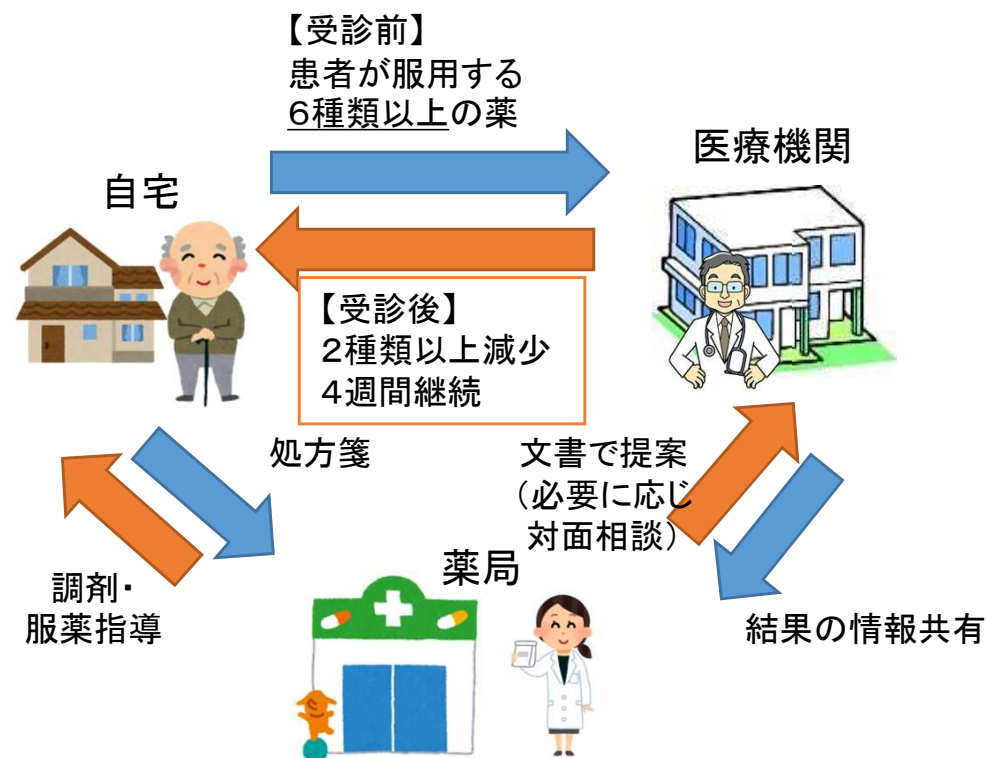 【受診前】
患者が服用する
6種類以上の薬
医療機関
自宅
【受診後】
2種類以上減少
4週間継続
処方箋
文書で提案
(必要に応じ
対面相談)
薬局
調剤・
服薬指導
結果の情報共有